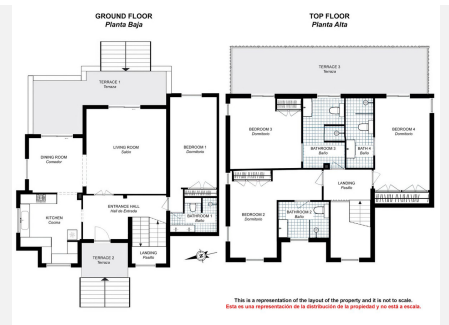 GROUND FLOOR
Planta Baja
TOP FLOOR
Planta Alta
TERRACE 1
Terraza
TERRACE 3
Terraza
LIVING ROOM
Salón
BEDROOM 1
Dormitorio
DINING ROOM
Comedor
KITCHEN
Cocina
ENTRANCE HALL
Hall de Entrada
BATHROOM 1
Baño
LANDING
Pasillo
TERRACE 2
Terraza
BEDROOM 3
Dormitorio
BATHROOM 3
Baño
BATH 4
Baño
BEDROOM 4
Dormitorio
LANDING
Pasillo
BEDROOM 2
Dormitorio
BATHROOM 2
Baño
This is a representation of the layout of the property and it is not to scale.
Esta es una representación de la distribución de la propiedad y no está a escala.